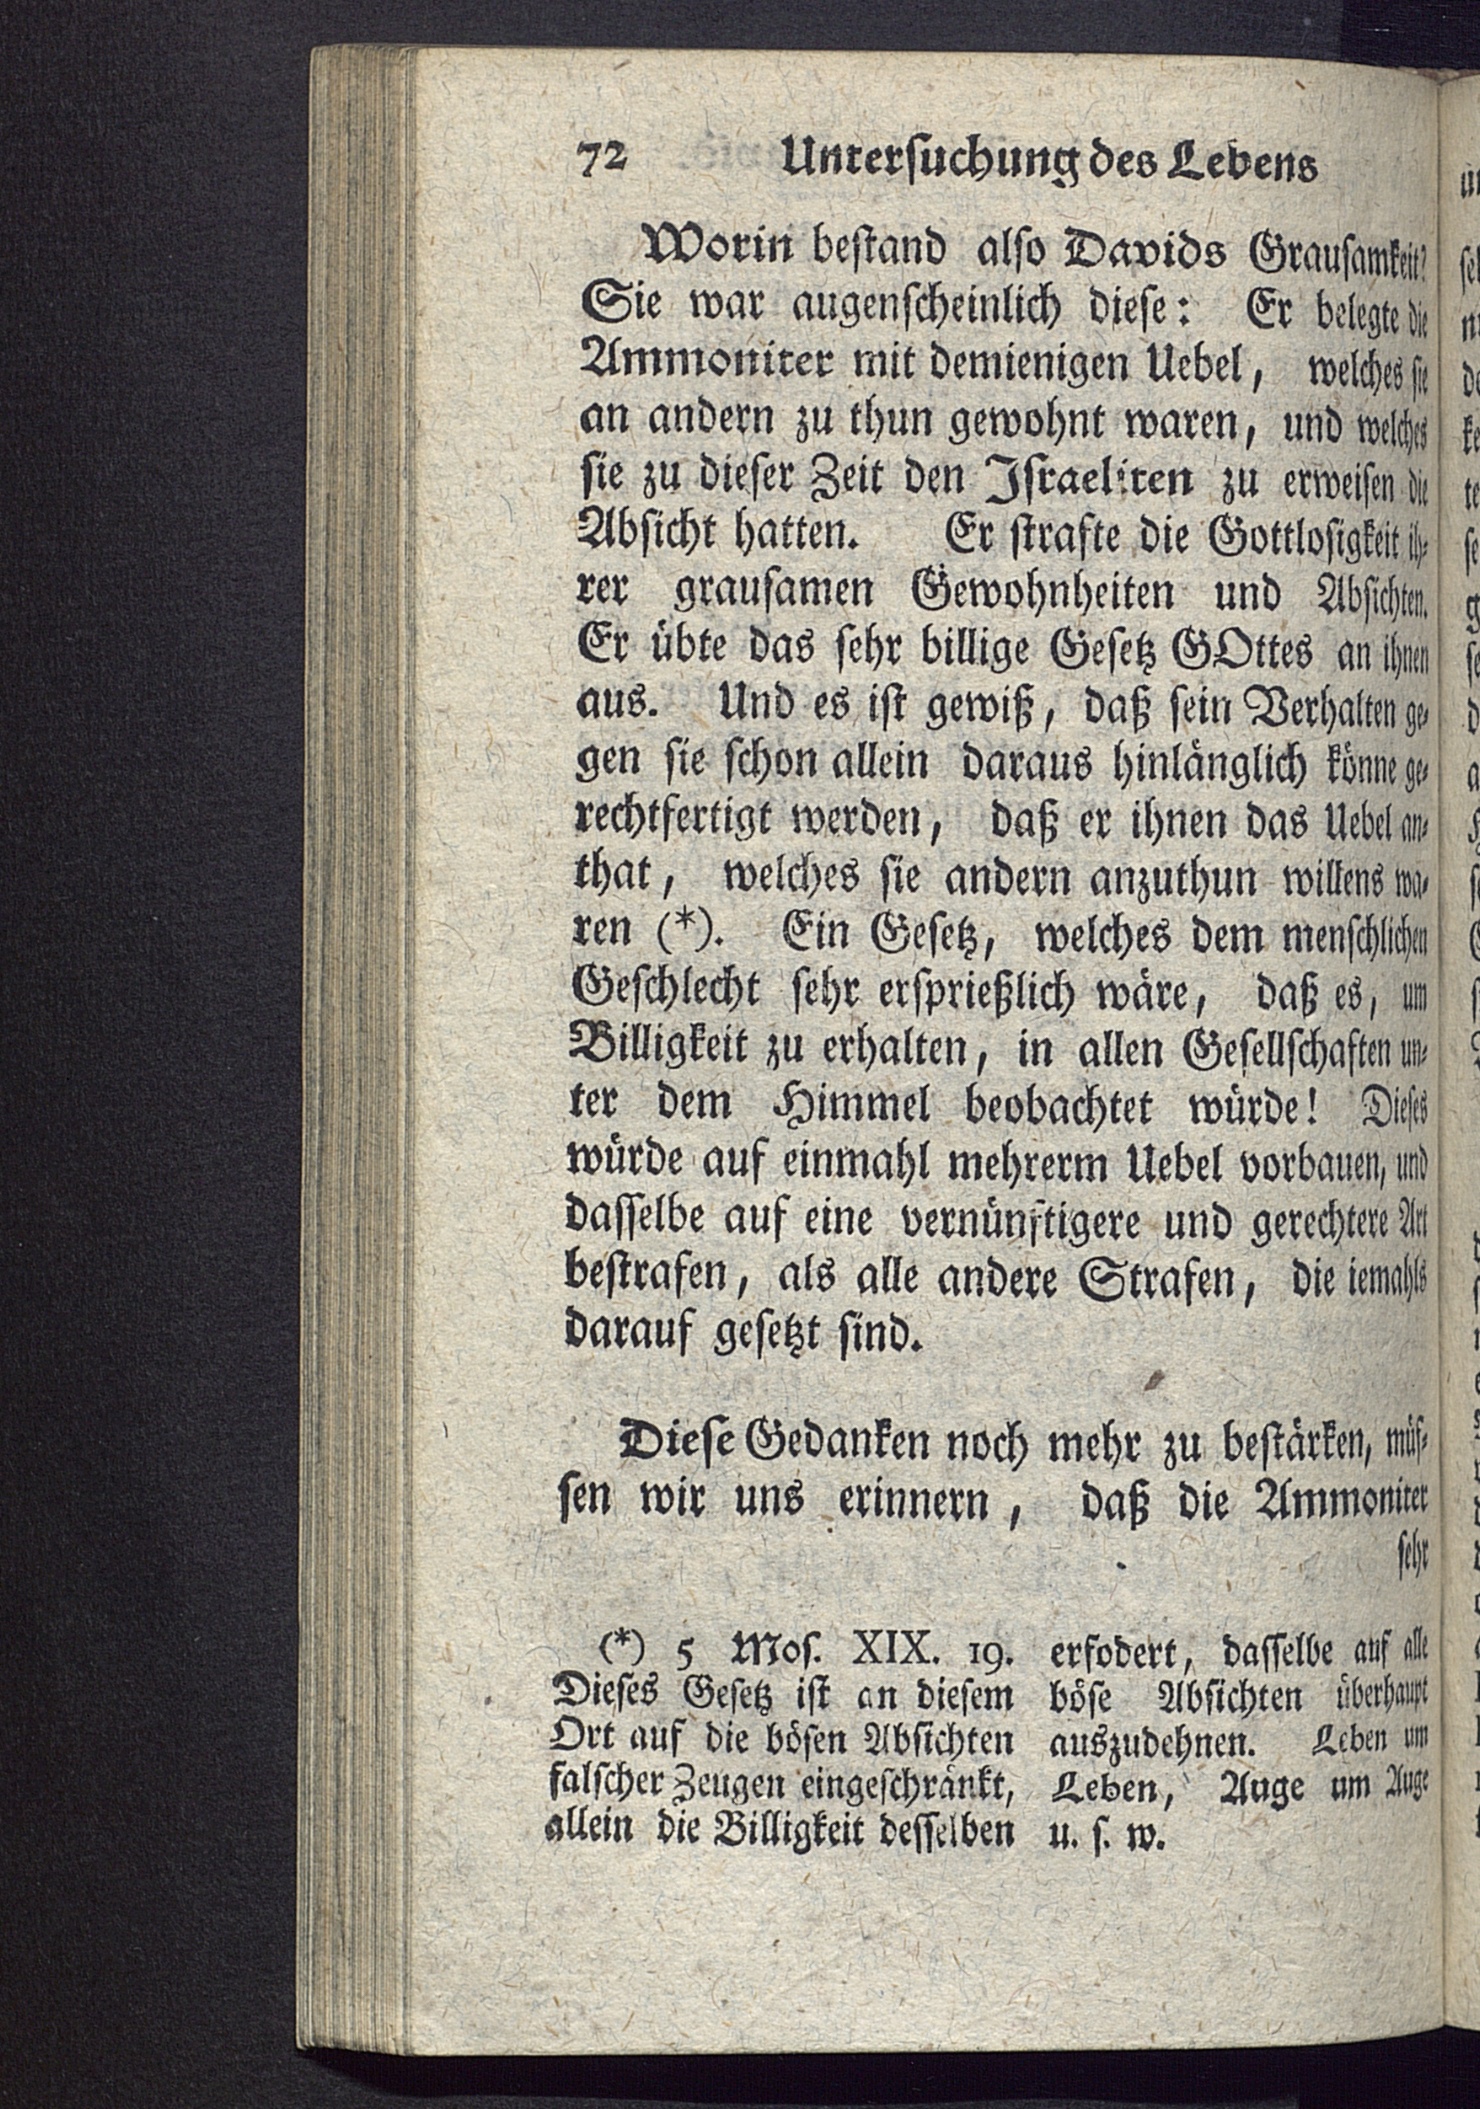 72 Untersuchung des Lebens
Worin bestand also Davids Grausamkeit?
Sie war augenscheinlich diese: Er belegte die
Ammoniter mit demienigen Uebel, welches sie
an andern zu thun gewohnt waren, und welches
sie zu dieser Zeit den Israeliten zu erweisen die
Absicht hatten. Er strafte die Gottlosigkeit ih-
rer grausamen Gewohnheiten und Absichten.
Er übte das sehr billige Gesetz GOttes an ihnen
aus. Und es ist gewiß, daß sein Verhalten ge-
gen sie schon allein daraus hinlänglich könne ge-
rechtfertigt werden, daß er ihnen das Uebel an-
that, welches sie andern anzuthun willens wa-
ren (*). Ein Gesetz, welches dem menschlichen
Geschlecht sehr ersprießlich wäre, daß es, um
Billigkeit zu erhalten, in allen Gesellschaften un-
ter dem Himmel beobachtet würde! Dieses
würde auf einmahl mehrerm Uebel vorbauen, und
dasselbe auf eine vernünftigere und gerechtere Art
bestrafen, als alle andere Strafen, die iemahls
darauf gesetzt sind.
Diese Gedanken noch mehr zu bestärken, müs-
sen wir uns erinnern, daß die Ammoniter
sehr
(*) 5 Mos. XIX. 19.
Dieses Gesetz ist an diesem
Ort auf die bösen Absichten
falscher Zeugen eingeschränkt,
allein die Billigkeit desselben
erfodert, dasselbe auf alle
böse Absichten überhaupt
auszudehnen. Leben um
Leben, Auge um Auge
u. s. w.